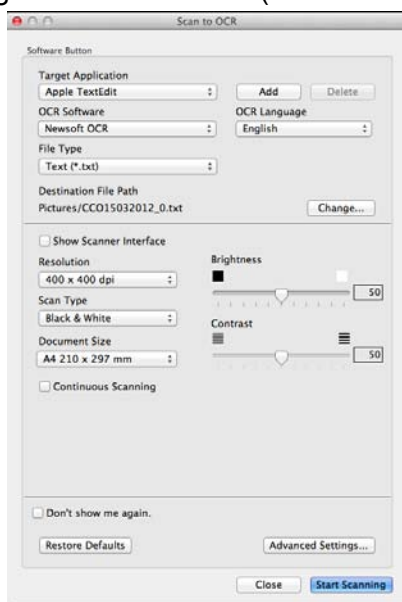 Scan to OCR
Software Button
Target Application
Apple TextEdit
Add
Delete
OCR Software
OCR Language
Newsoft OCR
English
File Type
Text (*.txt)
Destination File Path
Pictures/CCO15032012_0.txt
Change...
Show Scanner Interface
Resolution
Brightness
400 x 400 dpi
50
Scan Type
Black & White
Contrast
Document Size
A4 210 x 297 mm
50
Continuous Scanning
Don't show me again.
Restore Defaults
Advanced Settings...
Close
Start Scanning